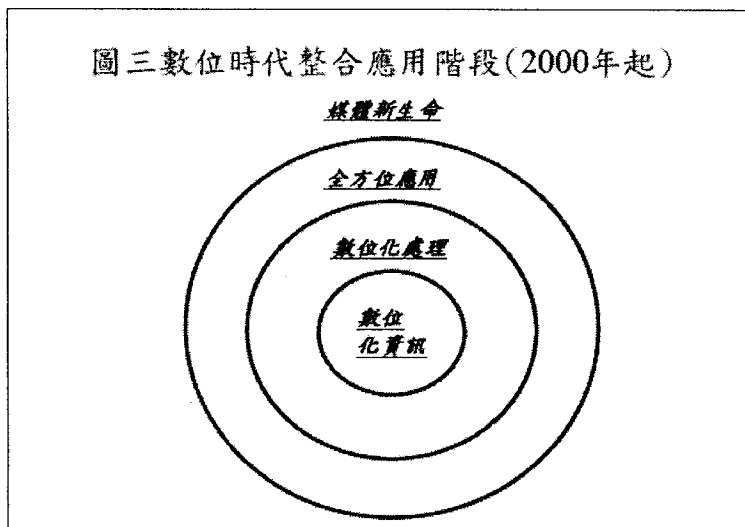 圖三數位時代整合應用階段(2000年起)
媒體新生命
全方位應用
數位化處理
數位
化資訊